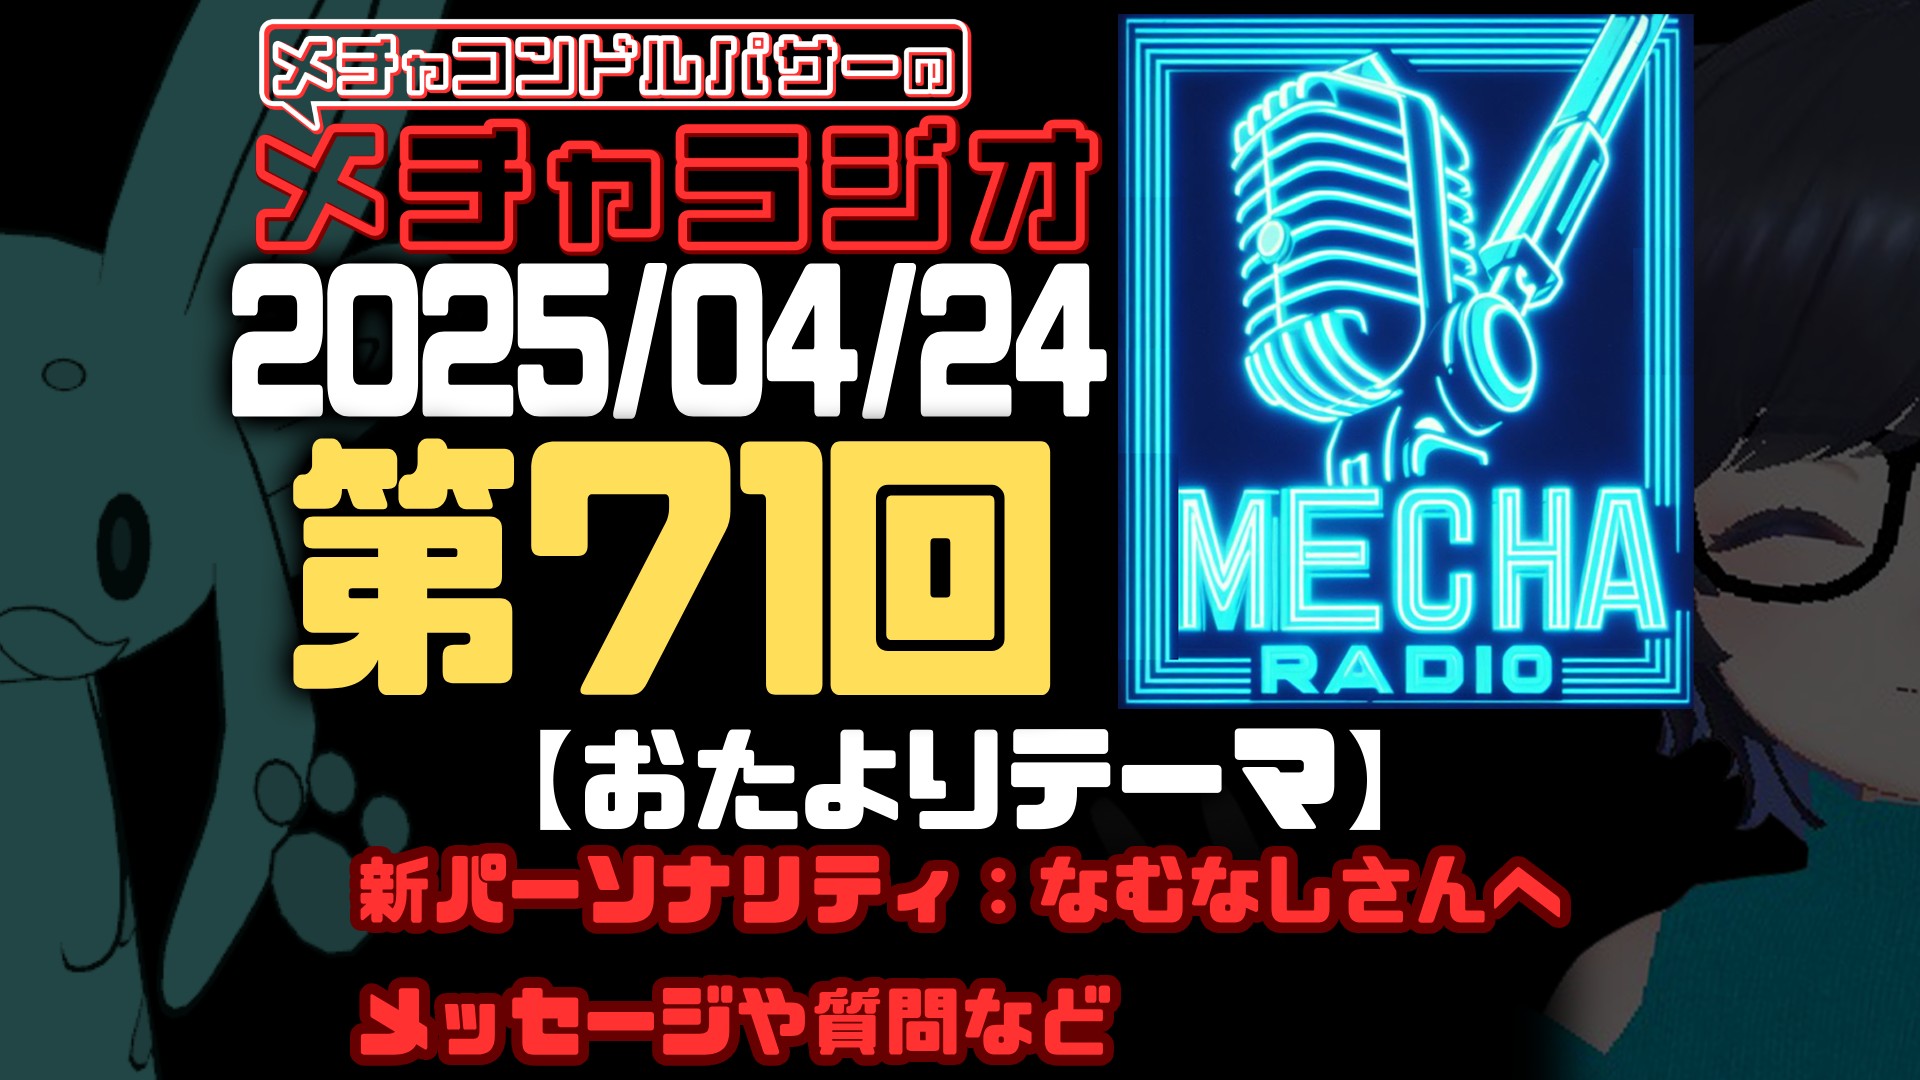 メチャコンドルパサーの
メチャラジオ
2025/04/24
第71回
MECHA
RADIO
【おたよりテーマ】
新パーソナリティ：なむなしさんへ
メッセージや質問など